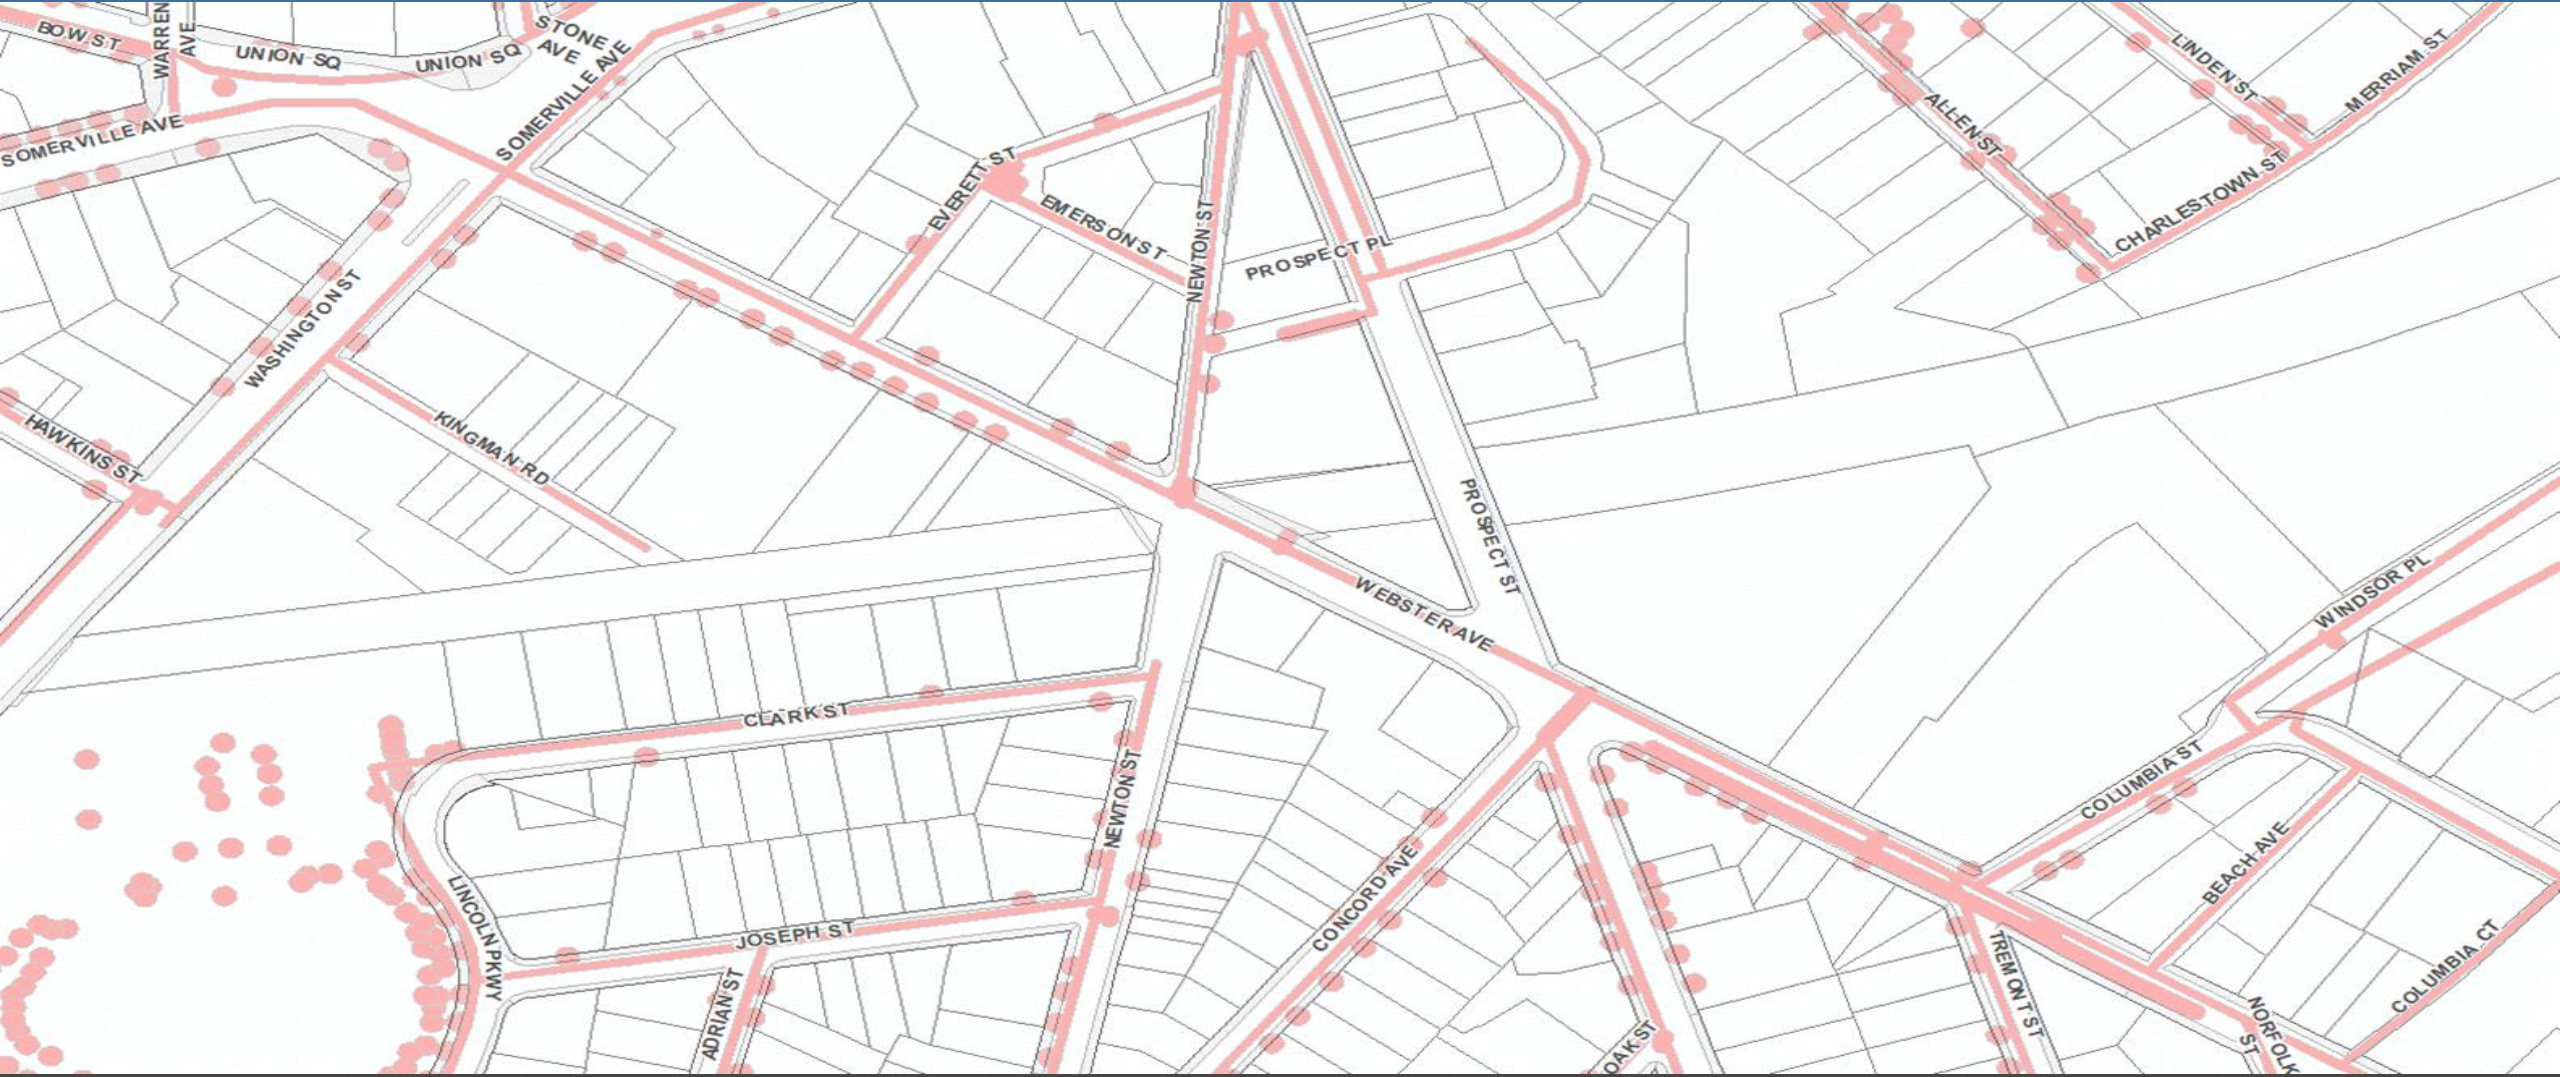 BOW ST
WARREN
AVE
UNION SQ
UNION SQ
STONE
AVE
SOMERVILLE AVE
SOMERVILLE AVE
LINDEN ST
MERRIAM ST
ALLEN ST
CHARLESTOWN ST
EVERETT ST
EMERSON ST
NEWTON ST
PROSPECT PL
WASHINGTON ST
HAWKINS ST
KINGMAN RD
PROSPECT ST
WEBSTER AVE
WINDSOR PL
CLARK ST
NEWTON ST
COLUMBIA ST
CONCORD AVE
BEACH AVE
LINCOLN PKWY
JOSEPH ST
ADRIAN ST
TREMONT ST
COLUMBIA CT
OAK ST
NORFOLK
ST